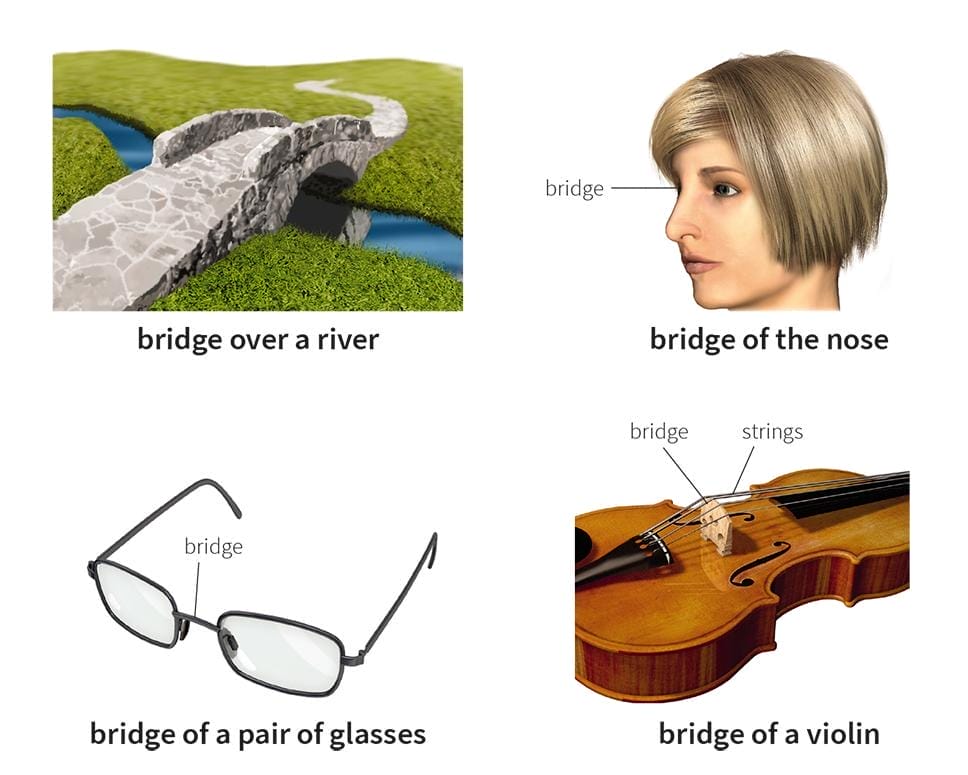 bridge
bridge over a river
bridge of the nose
bridge strings
bridge
bridge of a pair of glasses
bridge of a violin